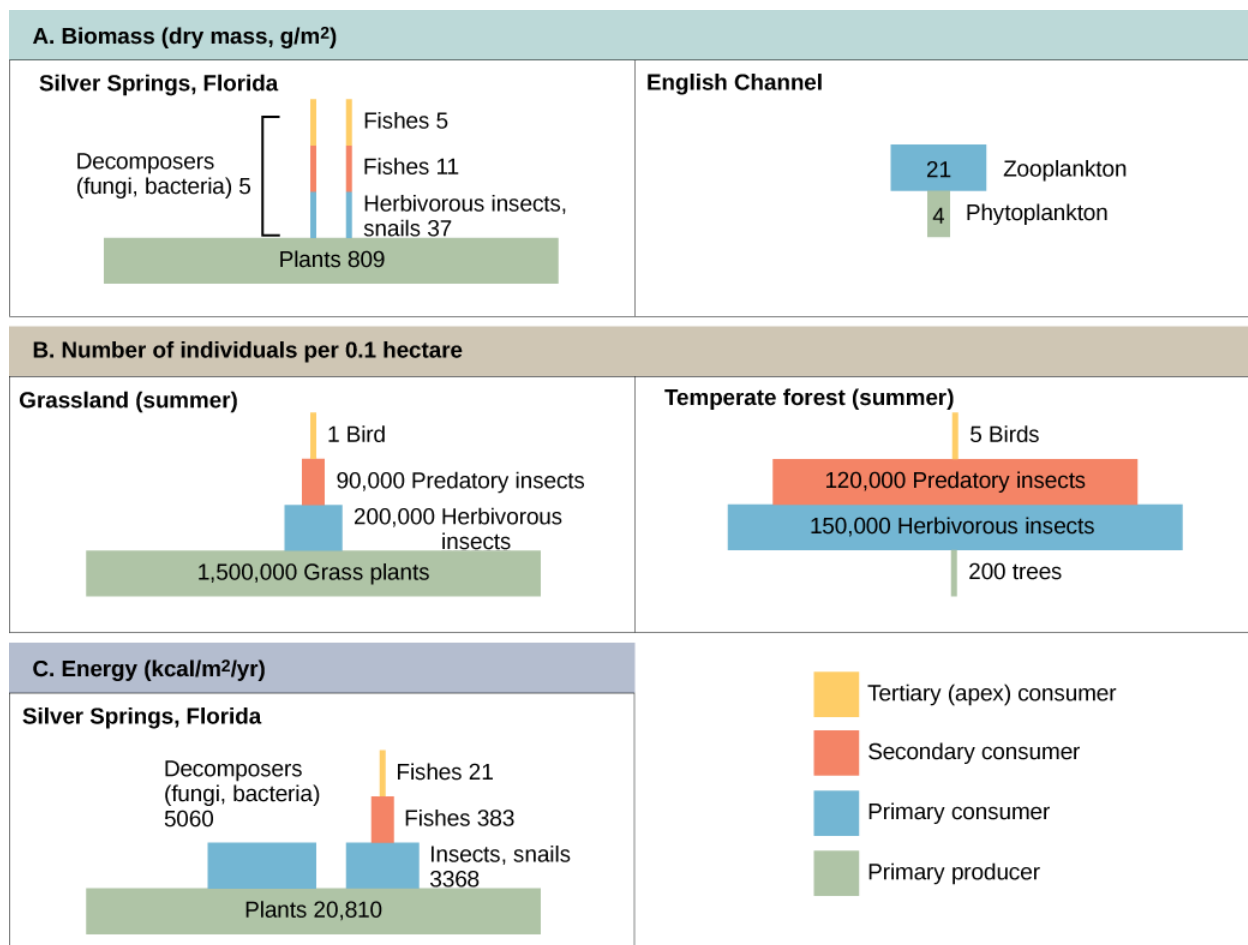 A. Biomass (dry mass, g/m²)
Silver Springs, Florida
Fishes 5
Decomposers
(fungi, bacteria) 5
Fishes 11
Herbivorous insects,
snails 37
Plants 809
English Channel
21 Zooplankton
4 Phytoplankton
B. Number of individuals per 0.1 hectare
Grassland (summer)
1 Bird
90,000 Predatory insects
200,000 Herbivorous
insects
1,500,000 Grass plants
Temperate forest (summer)
5 Birds
120,000 Predatory insects
150,000 Herbivorous insects
200 trees
C. Energy (kcal/m²/yr)
Silver Springs, Florida
Decomposers
(fungi, bacteria)
5060
Fishes 21
Fishes 383
Insects, snails
3368
Plants 20,810
Tertiary (apex) consumer
Secondary consumer
Primary consumer
Primary producer